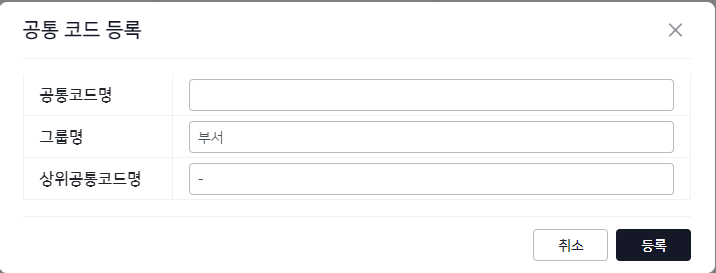 공통 코드 등록
공통코드명
그룹명 부서
상위공통코드명 -
취소 등록